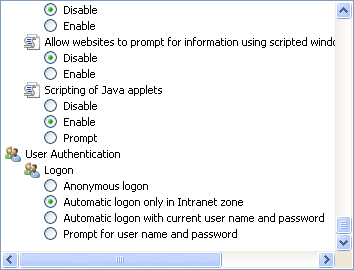 Disable
Enable
Allow websites to prompt for information using scripted
Disable
Enable
Scripting of Java applets
Disable
Enable
Prompt
User Authentication
Logon
Anonymous logon
Automatic logon only in Intranet zone
Automatic logon with current user name and password
Prompt for user name and password